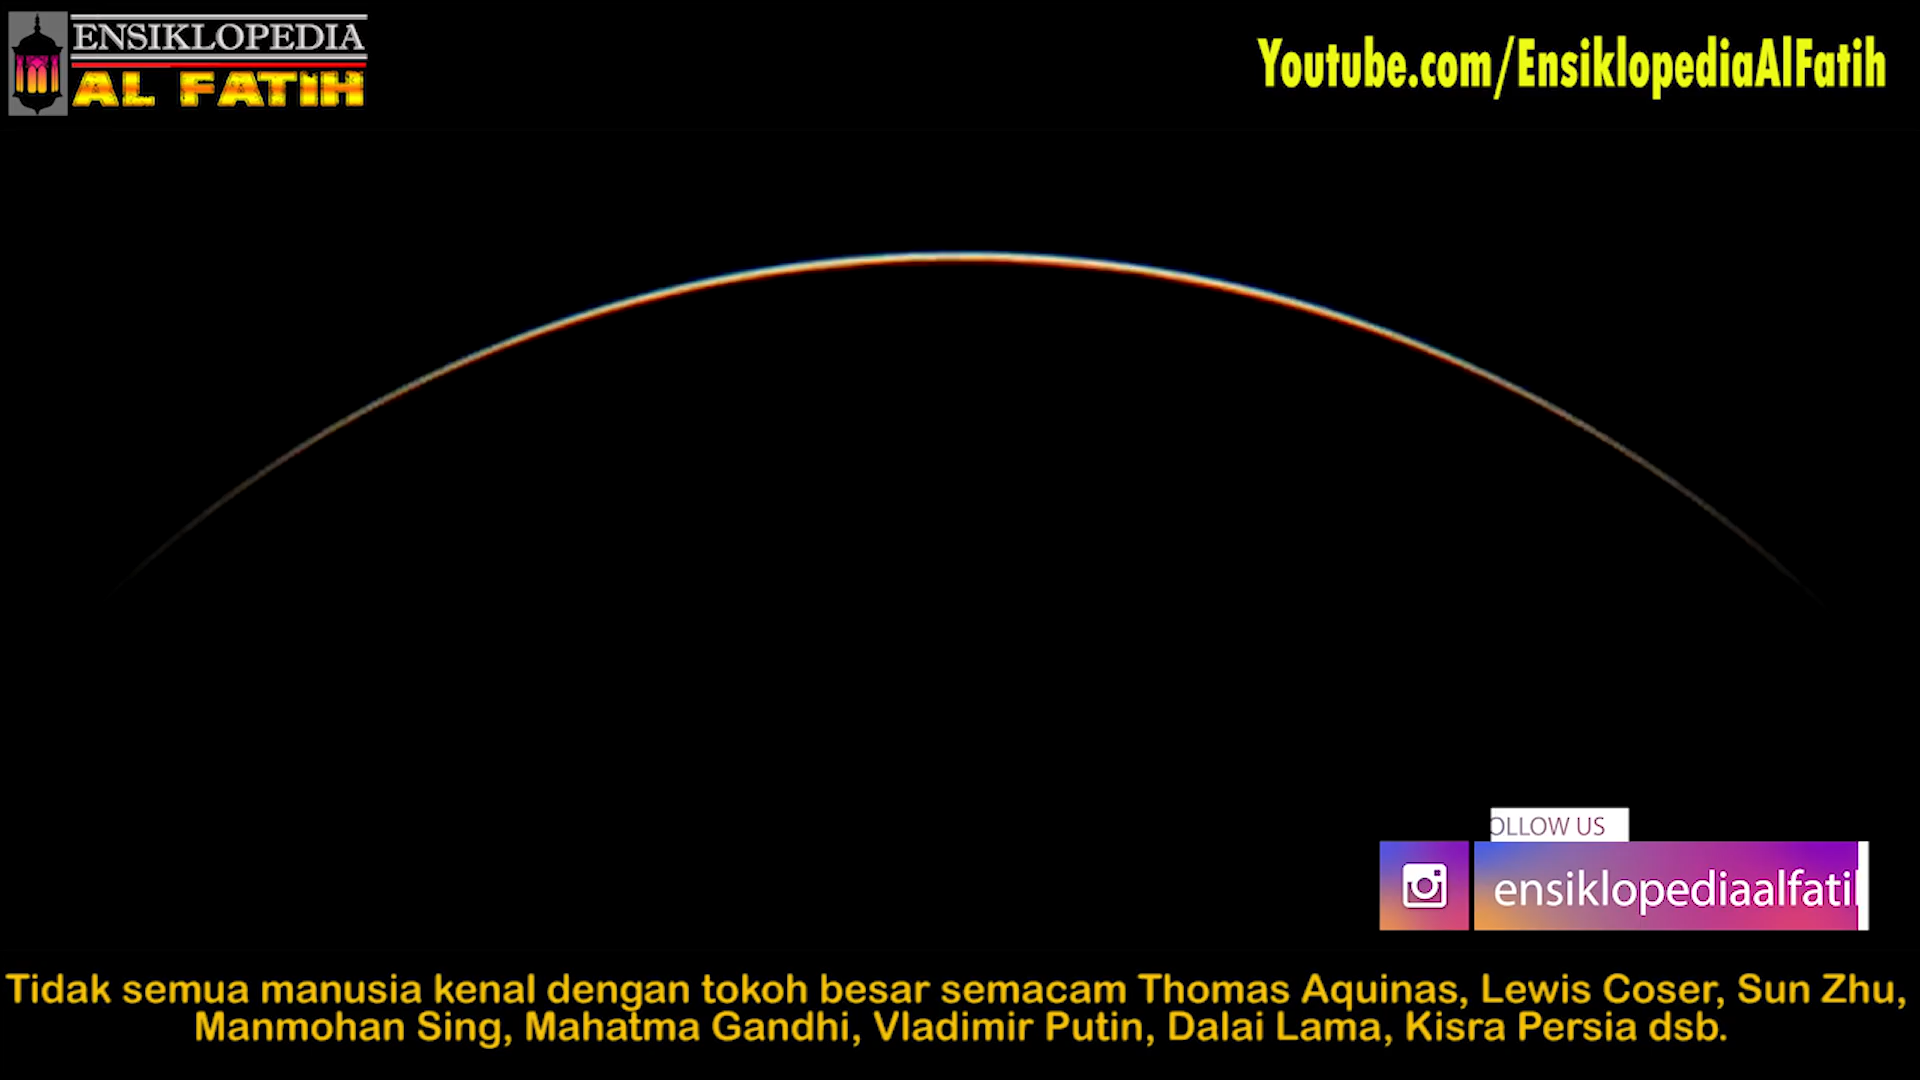 ENSIKLOPEDIA
AL FATIH
Youtube.com/EnsiklopediaAlFatih
OLLOW US
ensiklopediaalfati
Tidak semua manusia kenal dengan tokoh besar semacam Thomas Aquinas, Lewis Coser, Sun Zhu,
Manmohan Sing, Mahatma Gandhi, Vladimir Putin, Dalai Lama, Kisra Persia dsb.